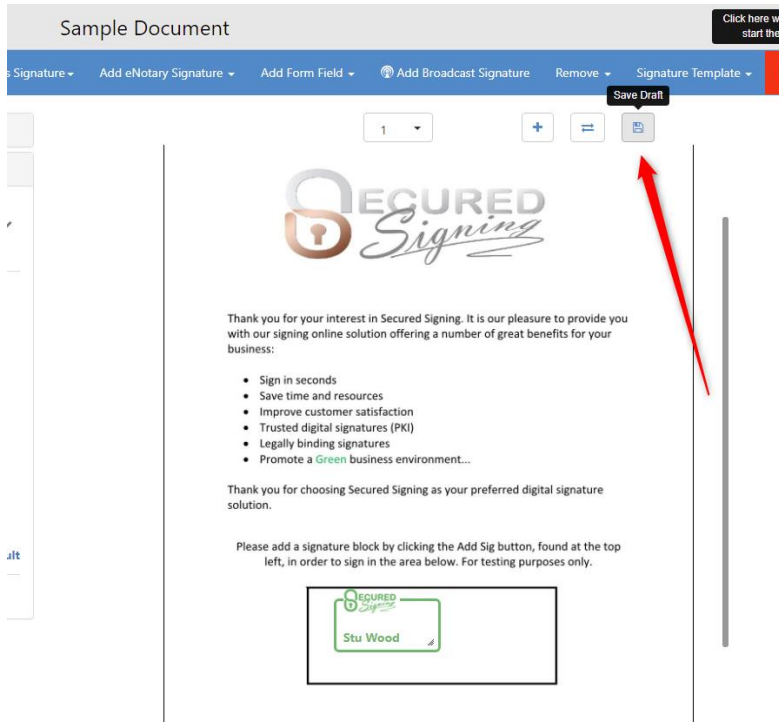 Sample Document
Click here w
start the
s Signature
Add eNotary Signature
Add Form Field
Add Broadcast Signature
Remove
Signature Template
Save Draft
1
SECURED
Signing
Thank you for your interest in Secured Signing. It is our pleasure to provide you
with our signing online solution offering a number of great benefits for your
business:
• Sign in seconds
• Save time and resources
• Improve customer satisfaction
• Trusted digital signatures (PKI)
• Legally binding signatures
• Promote a Green business environment...
Thank you for choosing Secured Signing as your preferred digital signature
solution.
ult
Please add a signature block by clicking the Add Sig button, found at the top
left, in order to sign in the area below. For testing purposes only.
SECURED
Signing
Stu Wood